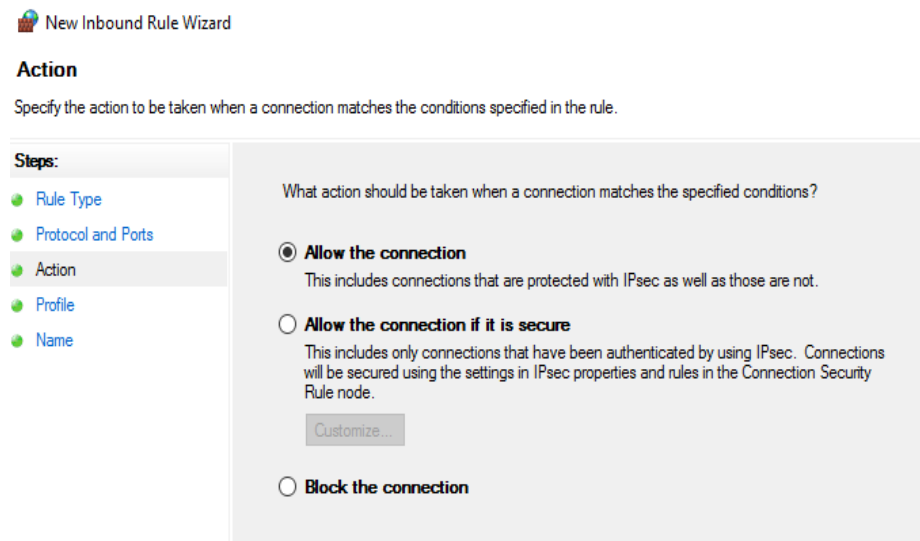 New Inbound Rule Wizard
Action
Specify the action to be taken when a connection matches the conditions specified in the rule.
Steps:
Rule Type
Protocol and Ports
Action
Profile
Name
What action should be taken when a connection matches the specified conditions?
Allow the connection
This includes connections that are protected with IPsec as well as those are not.
Allow the connection if it is secure
This includes only connections that have been authenticated by using IPsec. Connections
will be secured using the settings in IPsec properties and rules in the Connection Security
Rule node.
Customize...
Block the connection